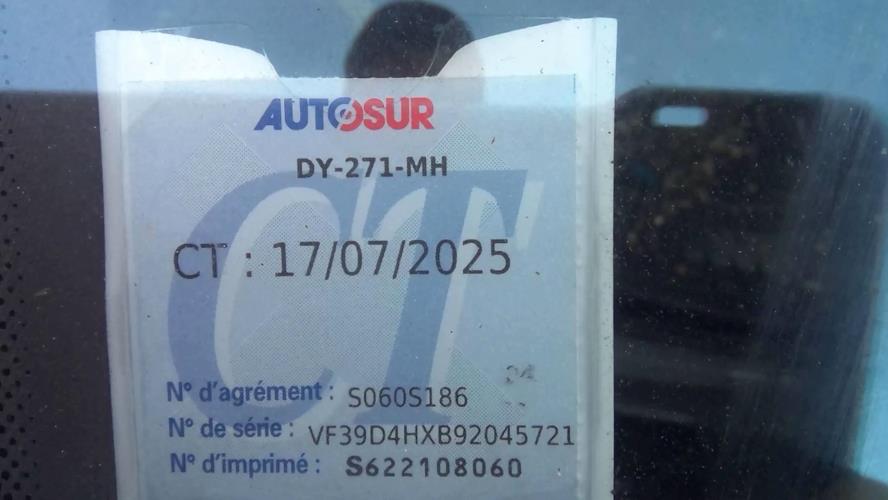 AUTOSUR
DY-271-MH
CT
CT : 17/07/2025
N° d'agrément : S060S186
N° de série : VF39D4HXB92045721
N° d'imprimé : S622108060